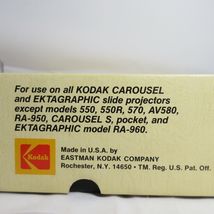 For use on all KODAK CAROUSEL
and EKTAGRAPHIC slide projectors
except models 550, 550R, 570, AV580,
RA-950, CAROUSEL S, pocket, and
EKTAGRAPHIC model RA-960.
Kodak
Made in U.S.A. by
EASTMAN KODAK COMPANY
Rochester, N.Y. 14650 • TM. Reg. U.S. Pat. Off.